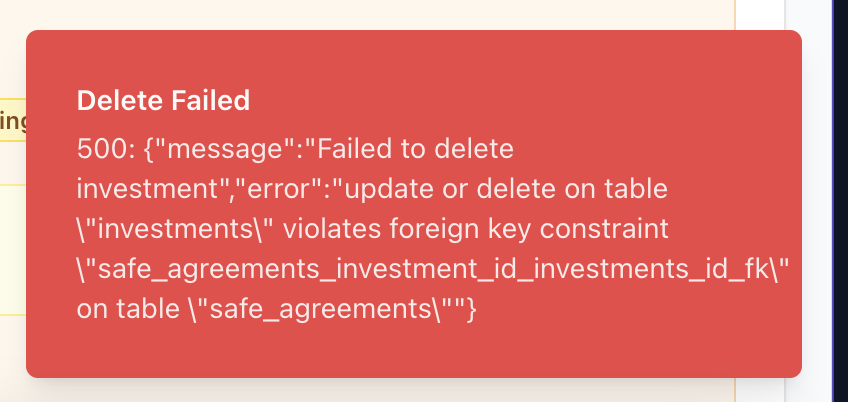 Delete Failed
500: {"message":"Failed to delete
investment","error":"update or delete on table
\"investments\" violates foreign key constraint
\"safe_agreements_investment_id_investments_id_fk\"
on table \"safe_agreements\""}